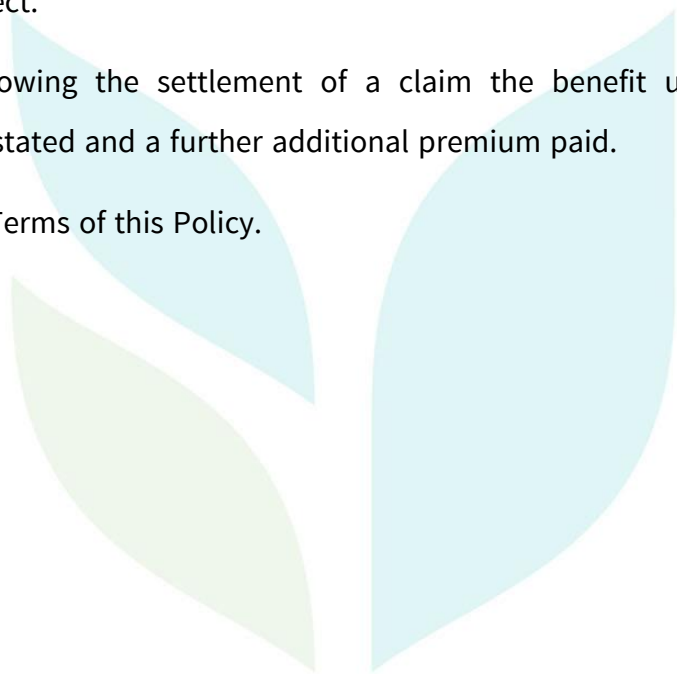 ect.
owing the settlement of a claim the benefit u
stated and a further additional premium paid.
Terms of this Policy.